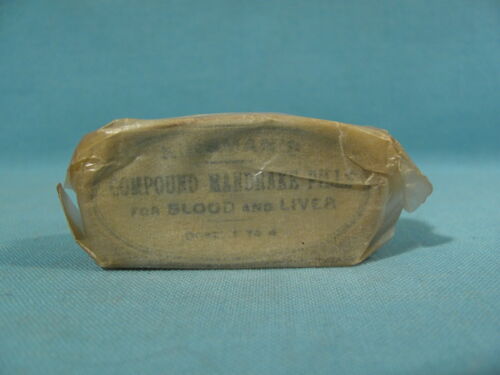 COMPOUND MANDRAKE PILLS
FOR BLOOD AND LIVER
DOSE 1 TO 4